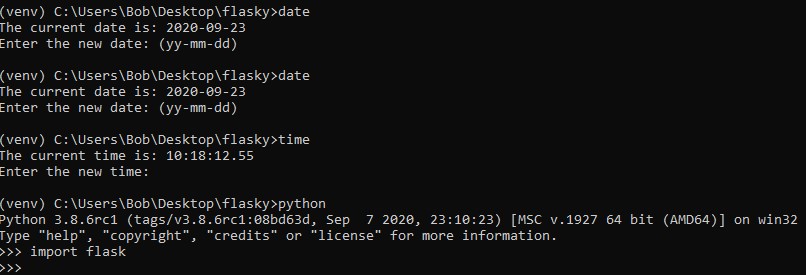 (venv) C:\Users\Bob\Desktop\flasky>date
The current date is: 2020-09-23
Enter the new date: (yy-mm-dd)
(venv) C:\Users\Bob\Desktop\flasky>date
The current date is: 2020-09-23
Enter the new date: (yy-mm-dd)
(venv) C:\Users\Bob\Desktop\flasky>time
The current time is: 10:18:12.55
Enter the new time:
(venv) C:\Users\Bob\Desktop\flasky>python
Python 3.8.6rc1 (tags/v3.8.6rc1:08bd63d, Sep  7 2020, 23:10:23) [MSC v.1927 64 bit (AMD64)] on win32
Type "help", "copyright", "credits" or "license" for more information.
>>> import flask
>>>